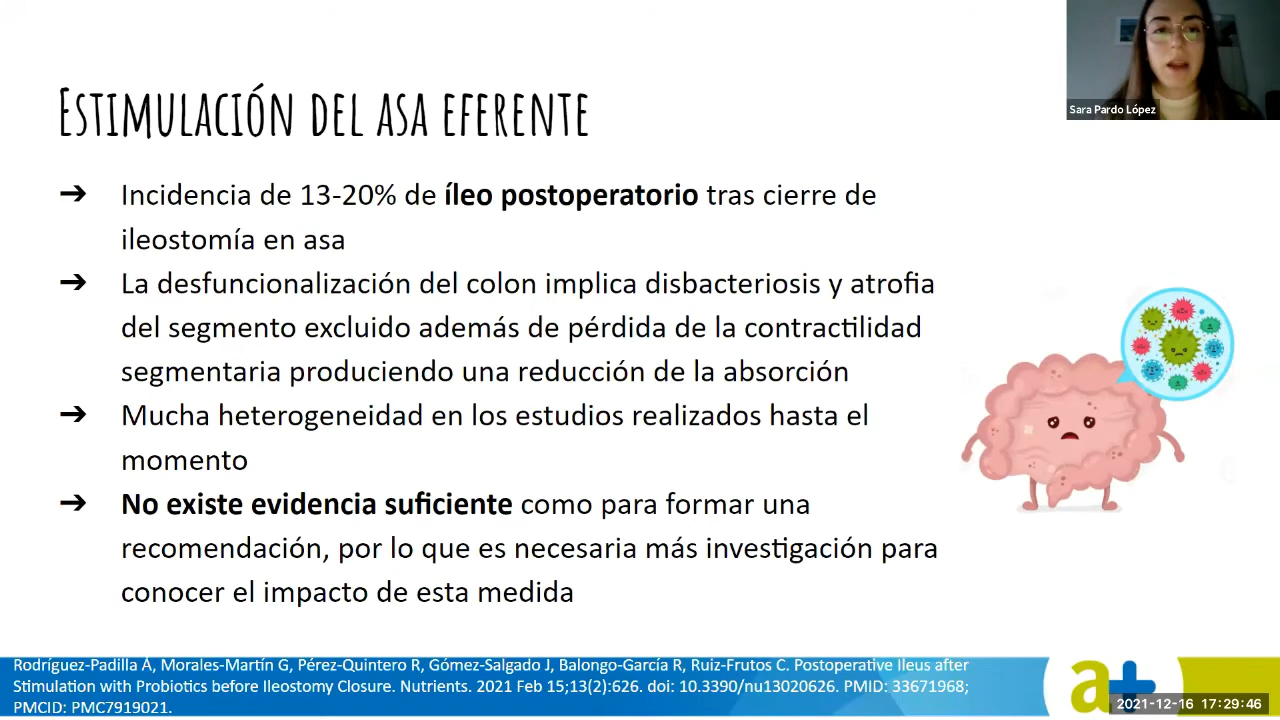 Sara Pardo López
ESTIMULACIÓN DEL ASA EFERENTE
➔ Incidencia de 13-20% de íleo postoperatorio tras cierre de
ileostomía en asa
➔ La desfuncionalización del colon implica disbacteriosis y atrofia
del segmento excluido además de pérdida de la contractilidad
segmentaria produciendo una reducción de la absorción
➔ Mucha heterogeneidad en los estudios realizados hasta el
momento
➔ No existe evidencia suficiente como para formar una
recomendación, por lo que es necesaria más investigación para
conocer el impacto de esta medida
Rodríguez-Padilla Á, Morales-Martín G, Pérez-Quintero R, Gómez-Salgado J, Balongo-García R, Ruiz-Frutos C. Postoperative Ileus after
Stimulation with Probiotics before Ileostomy Closure. Nutrients. 2021 Feb 15;13(2):626. doi: 10.3390/nu13020626. PMID: 33671968;
PMCID: PMC7919021.
a+
2021-12-16 17:29:46